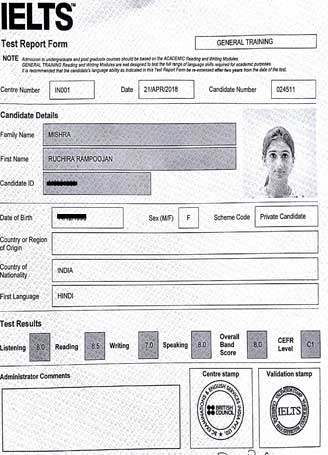 IELTS™
Test Report Form
GENERAL TRAINING
NOTE Admission to undergraduate and post graduate courses should be based on the ACADEMIC Reading and Writing Modules.
GENERAL TRAINING Reading and Writing Modules are not designed to test the full range of language skills required for academic purposes.
It is recommended that the candidate's language ability as indicated in this Test Report Form be re-assessed after two years from the date of the test.
Centre Number IN001 Date 21/APR/2018 Candidate Number 024511
Candidate Details
Family Name MISHRA
First Name RUCHIRA RAMPOOJAN
Candidate ID
Date of Birth Sex (M/F) F Scheme Code Private Candidate
Country or Region
of Origin
Country of
Nationality INDIA
First Language HINDI
Test Results
Listening 8.0 Reading 8.5 Writing 7.0 Speaking 8.0 Overall Band Score 8.0 CEFR Level C1
Administrator Comments
Centre stamp
Validation stamp
BRITISH
COUNCIL
IELTS